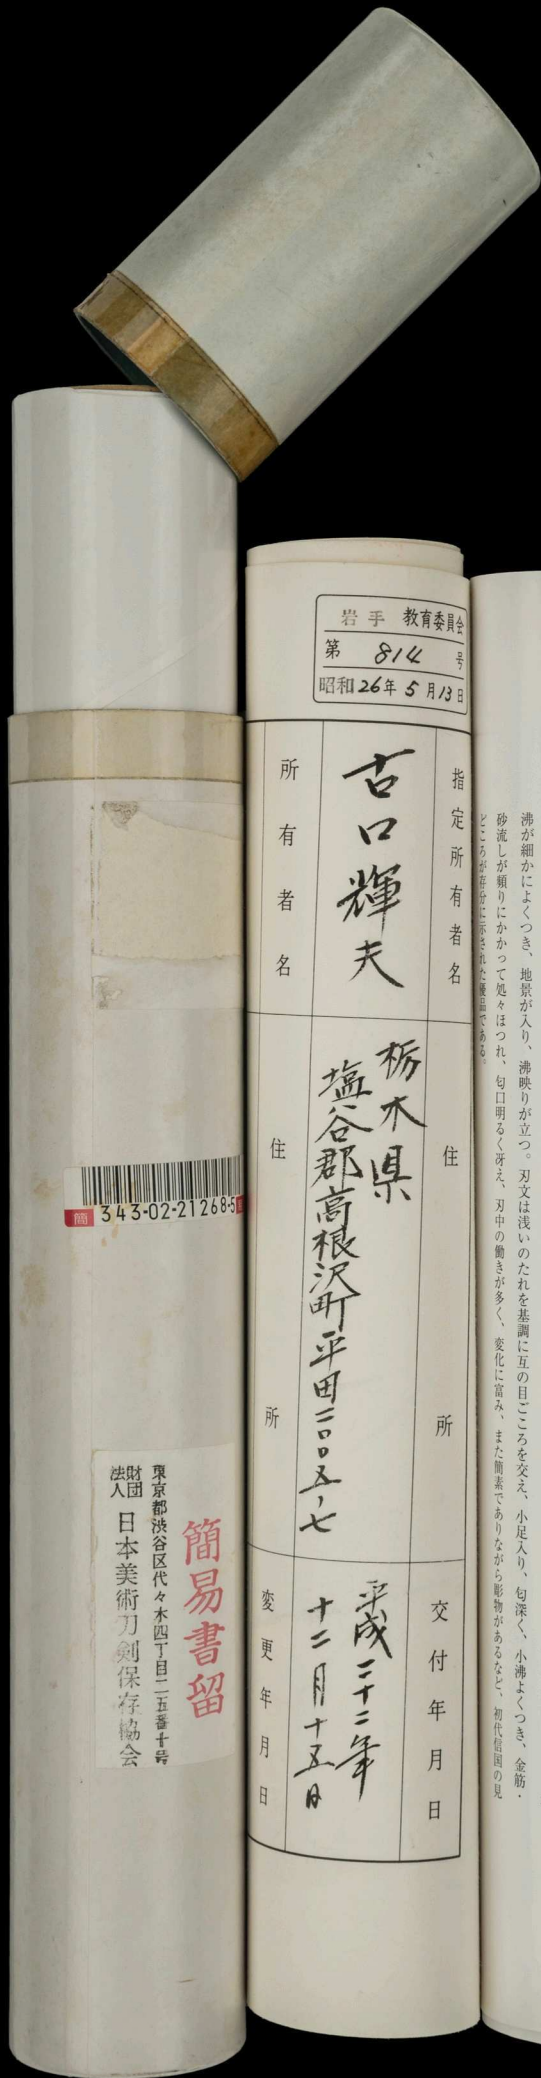 岩手 教育委員会
第 814 号
昭和26年5月13日
指定所有者名
古口輝夫
所有者名
住所
栃木県
塩谷郡高根沢町平田二〇〇五ノ七
住所
交付年月日
平成二十二年
十二月十五日
変更年月日
沸が細かによくつき、地景が入り、沸映りが立つ。刃文は浅いのたれを基調に互の目ごころを交え、小足入り、匂深く、小沸よくつき、金筋・
砂流しが頻りにかかって処々ほつれ、匂口明るく冴え、刃中の働きが多く、変化に富み、また簡素でありながら彫物があるなど、初代信国の見
どころが存分に示された優品である。
簡 343-02-21268-5
簡易書留
東京都渋谷区代々木四丁目二五番十号
財団法人 日本美術刀剣保存協会